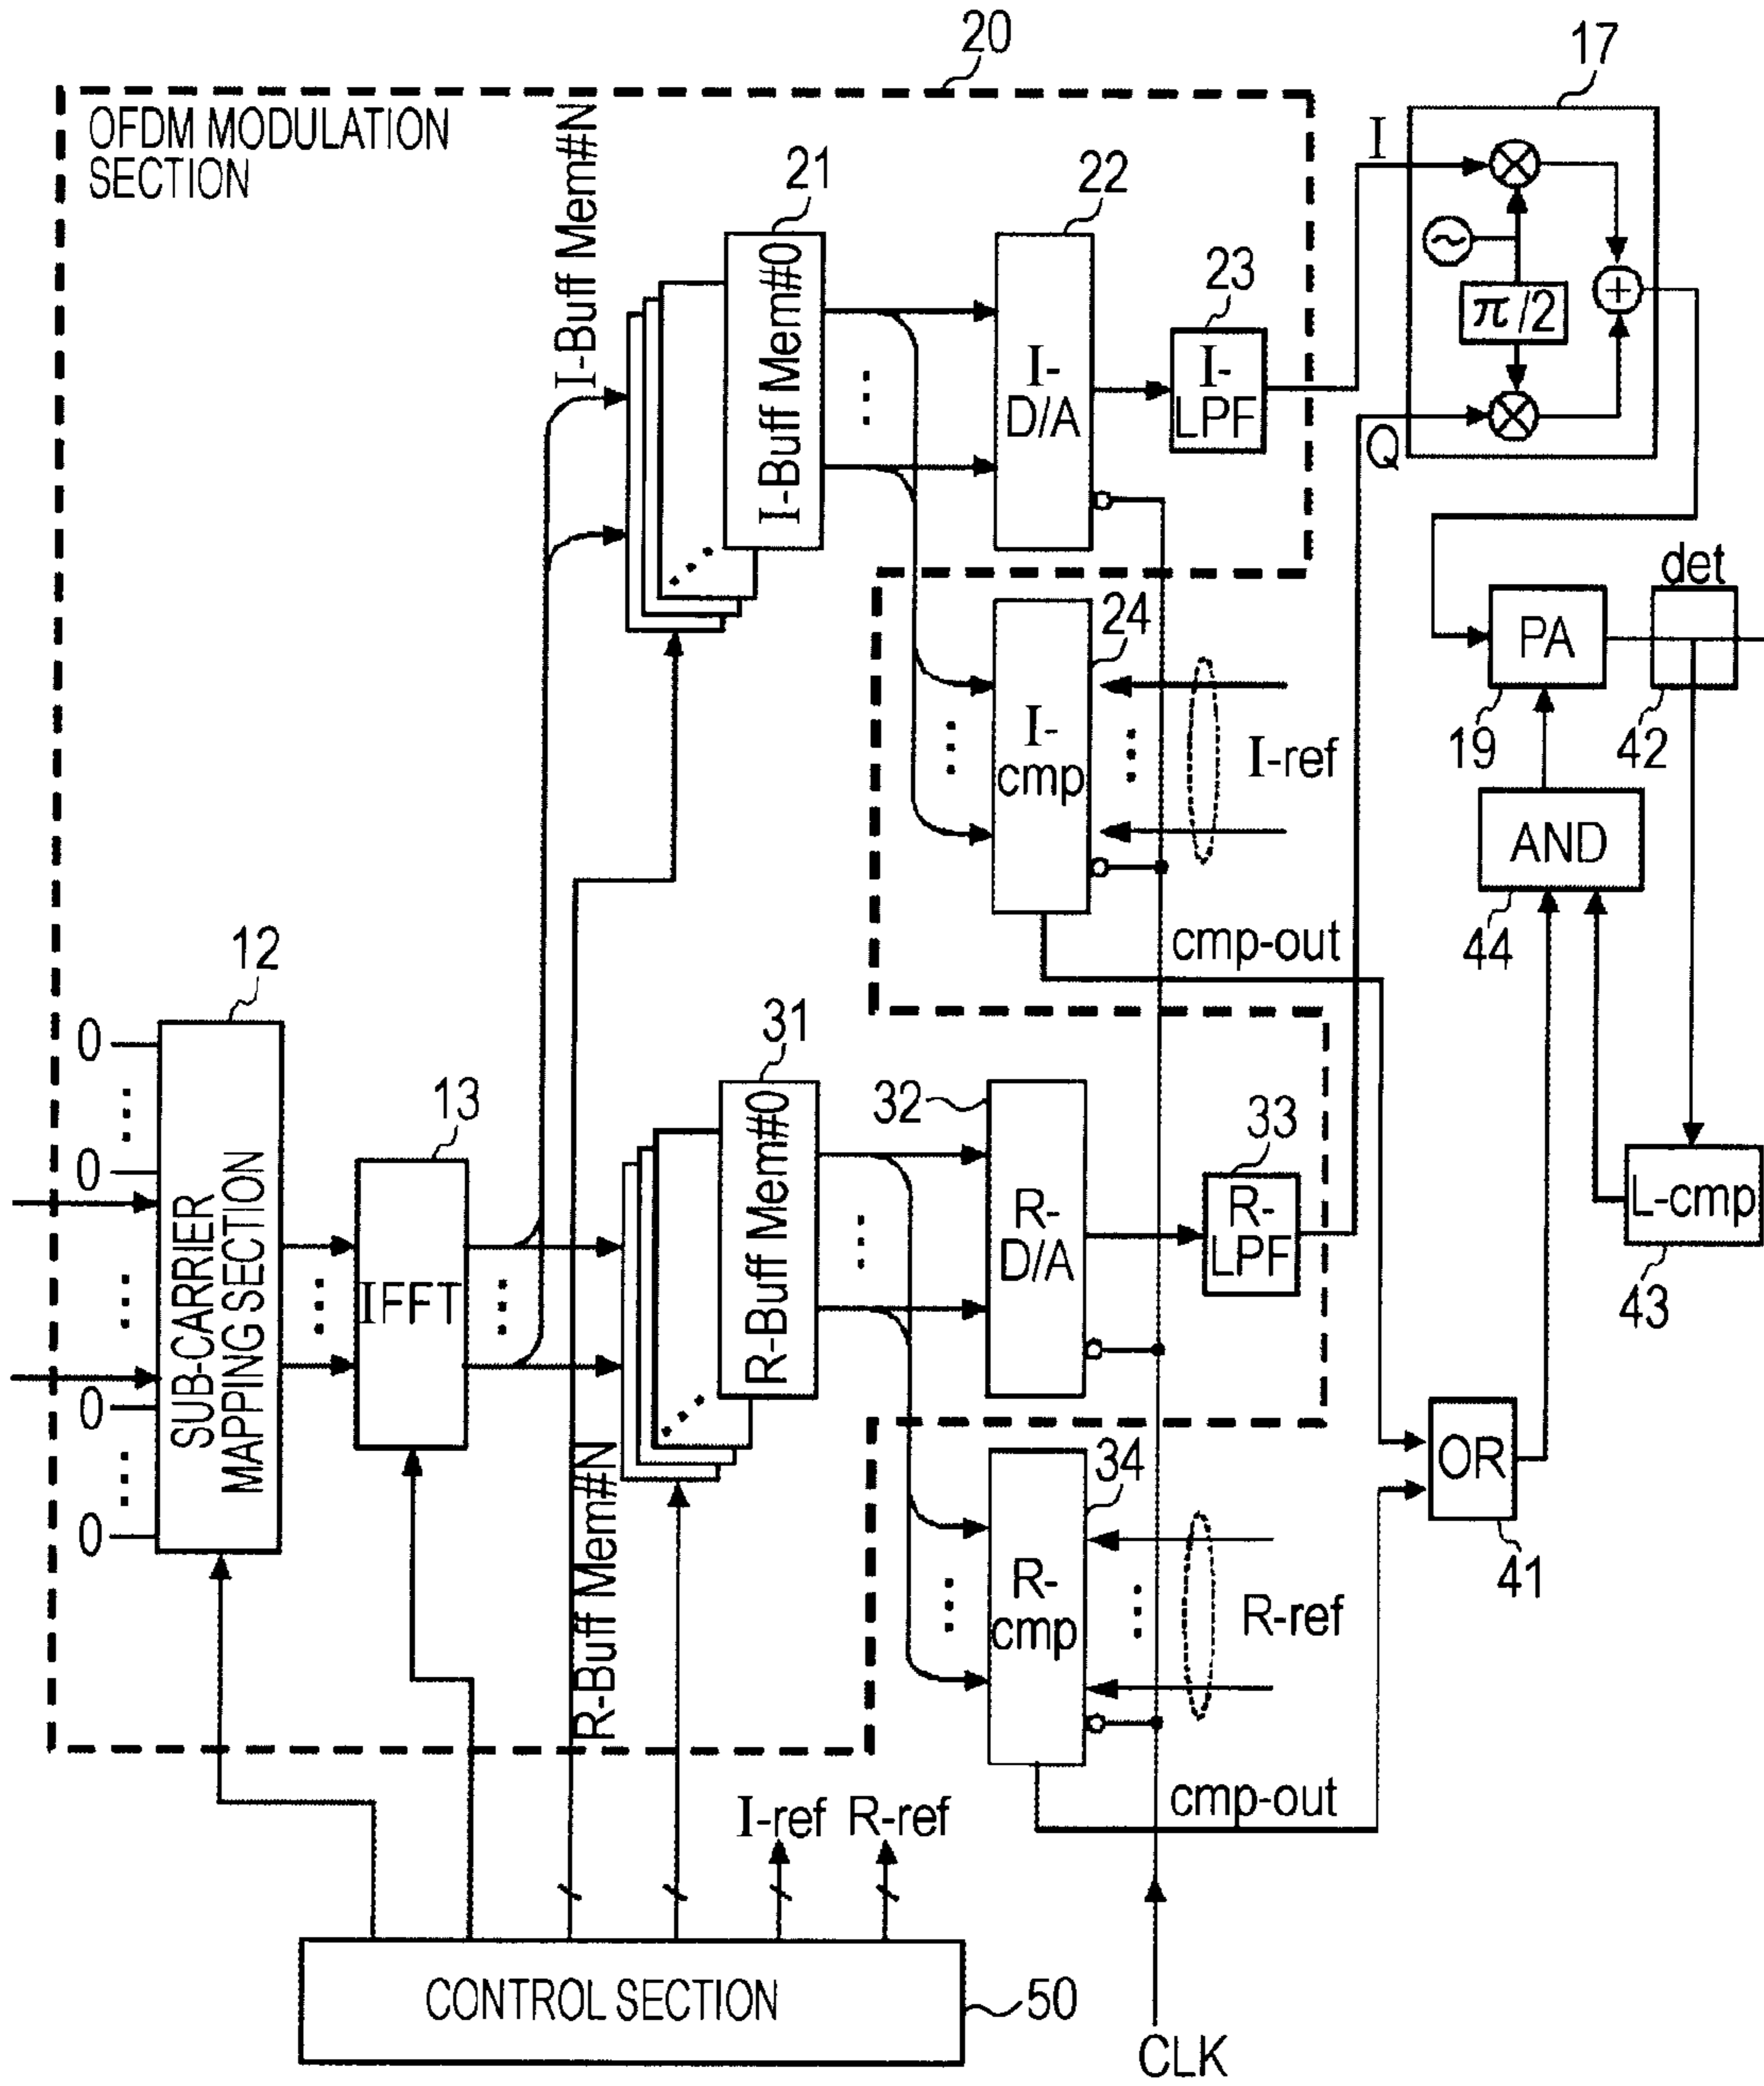 20
17
OFDM MODULATION
SECTION
I-Buff Mem#N
I
21
22
I-Buff Mem#0
23
π/2
I-
D/A
I-
LPF
Q
det
24
PA
I-
cmp
I-ref
19
42
AND
12
cmp-out
44
0
31
13
32
33
0
R-Buff Mem#0
L-cmp
SUB-CARRIER
MAPPING SECTION
R-
D/A
R-
LPF
IFFT
43
0
R-Buff Mem#N
34
OR
0
41
R-
cmp
R-ref
I-ref
R-ref
cmp-out
CONTROL SECTION
50
CLK